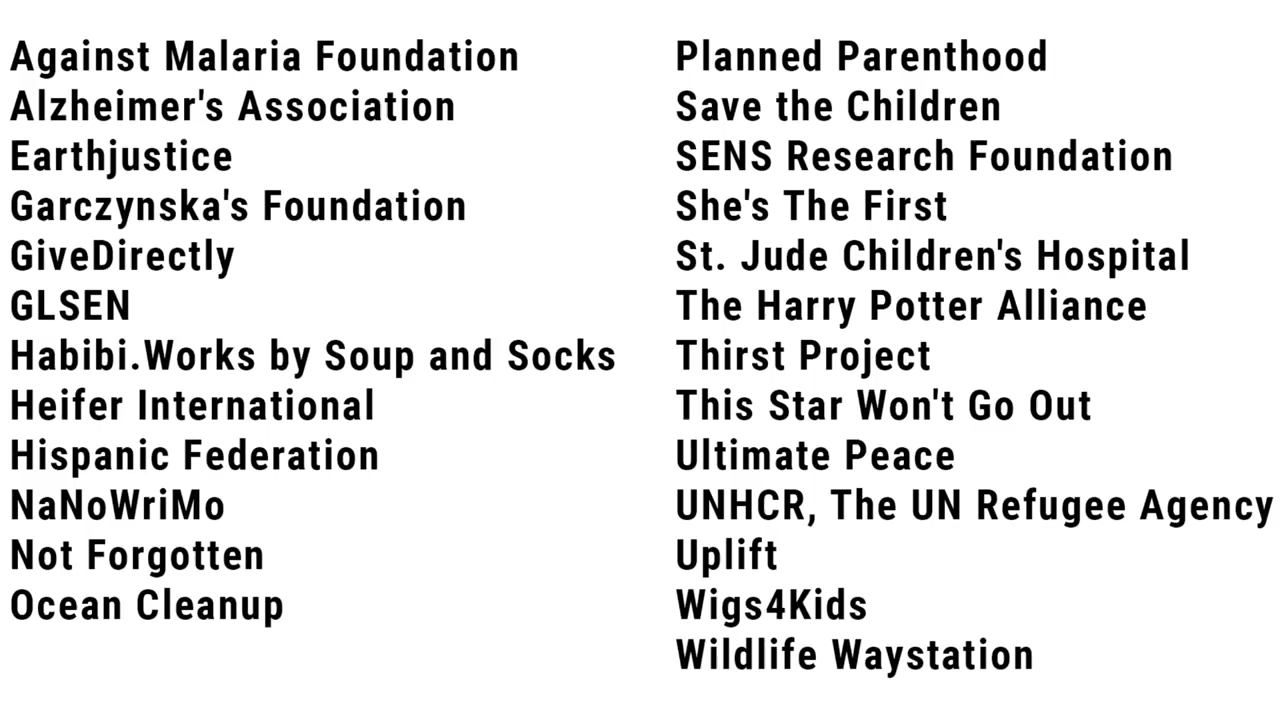 Against Malaria Foundation
Alzheimer's Association
Earthjustice
Garczynska's Foundation
GiveDirectly
GLSEN
Habibi.Works by Soup and Socks
Heifer International
Hispanic Federation
NaNoWriMo
Not Forgotten
Ocean Cleanup
Planned Parenthood
Save the Children
SENS Research Foundation
She's The First
St. Jude Children's Hospital
The Harry Potter Alliance
Thirst Project
This Star Won't Go Out
Ultimate Peace
UNHCR, The UN Refugee Agency
Uplift
Wigs4Kids
Wildlife Waystation